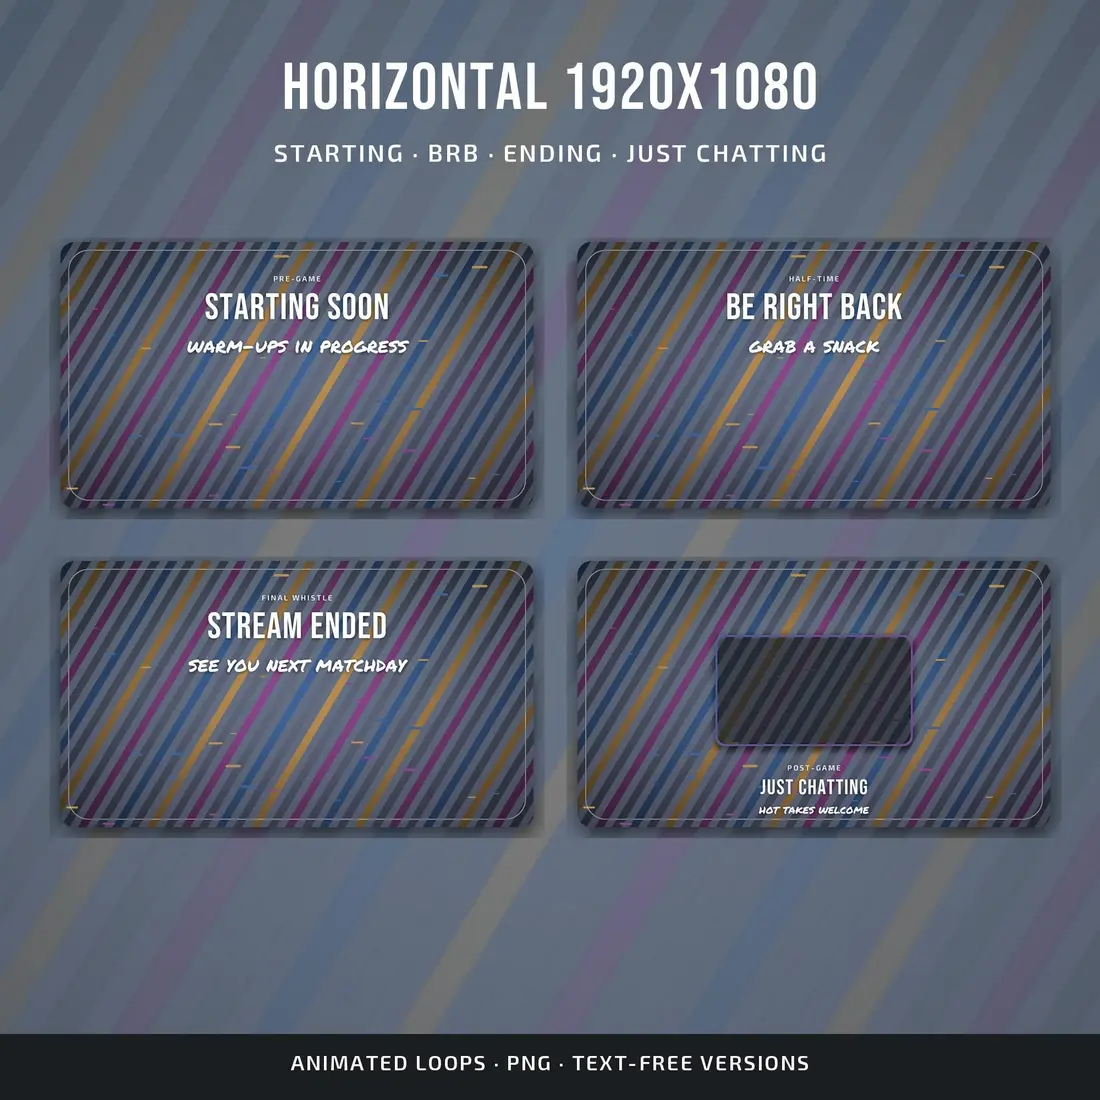 HORIZONTAL 1920X1080
STARTING · BRB · ENDING · JUST CHATTING
PRE-GAME
STARTING SOON
WARM-UPS IN PROGRESS
HALF-TIME
BE RIGHT BACK
GRAB A SNACK
FINAL WHISTLE
STREAM ENDED
SEE YOU NEXT MATCHDAY
POST-GAME
JUST CHATTING
HOT TAKES WELCOME
ANIMATED LOOPS · PNG · TEXT-FREE VERSIONS